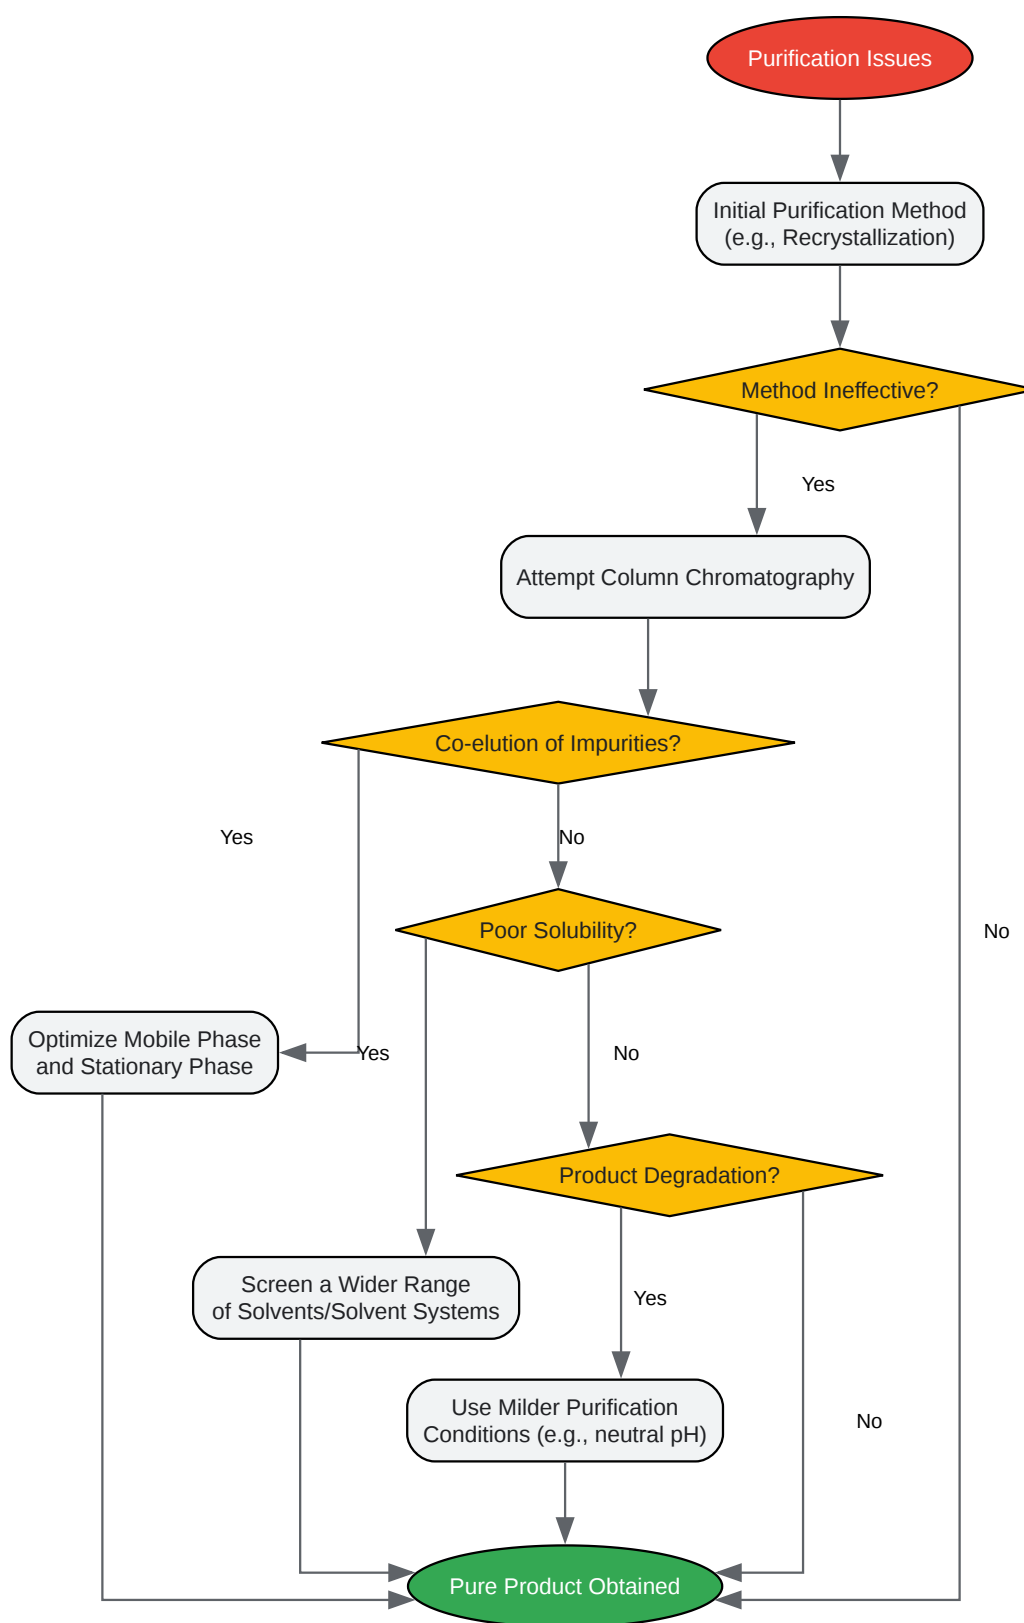 Purification Issues
Initial Purification Method
(e.g., Recrystallization)
Method Ineffective?
Yes
Attempt Column Chromatography
Co-elution of Impurities?
Yes
No
Poor Solubility?
No
Optimize Mobile Phase
and Stationary Phase
Yes
No
Product Degradation?
Screen a Wider Range
of Solvents/Solvent Systems
Yes
Use Milder Purification
Conditions (e.g., neutral pH)
No
Pure Product Obtained